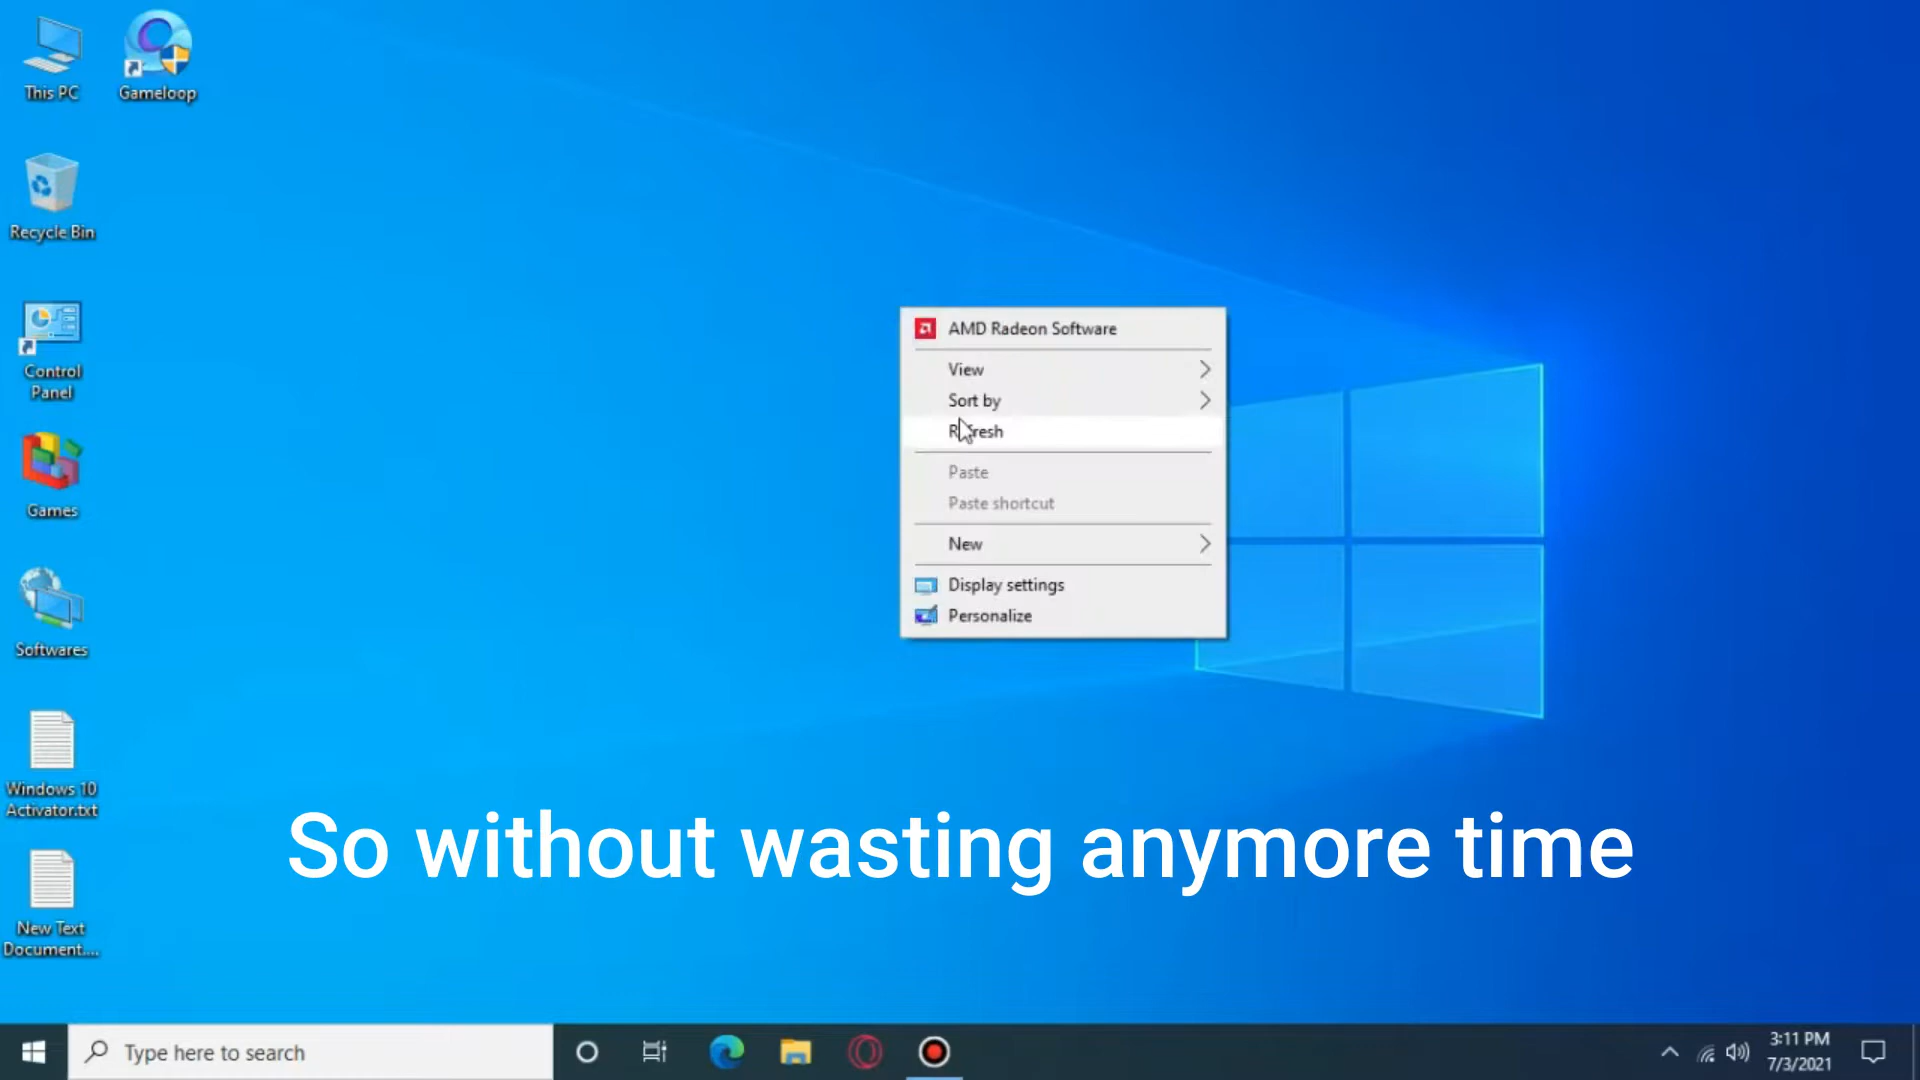 This PC
Gameloop
Recycle Bin
Control
Panel
Games
Softwares
Windows 10
Activator.txt
New Text
Document....
AMD Radeon Software
View
Sort by
Refresh
Paste
Paste shortcut
New
Display settings
Personalize
So without wasting anymore time
Type here to search
3:11 PM
7/3/2021